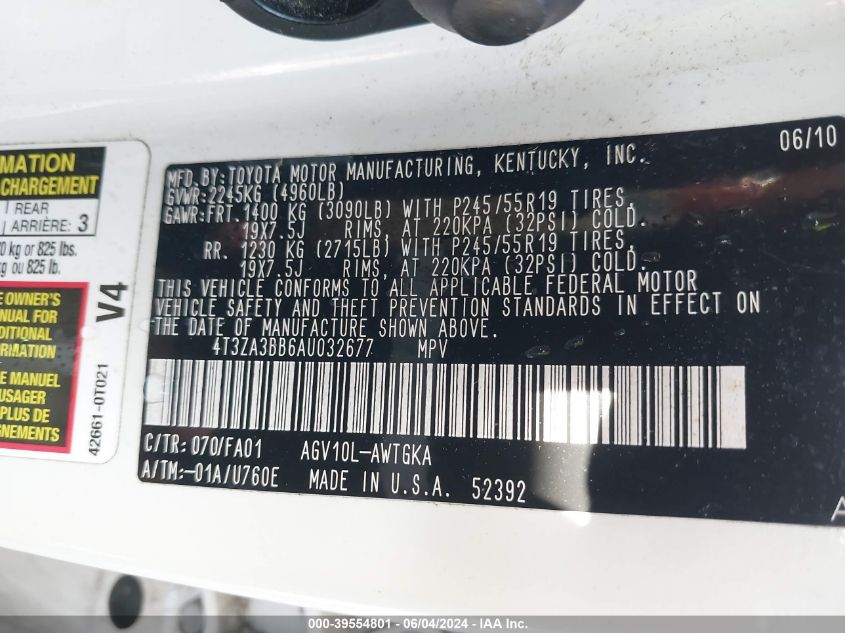 RMATION
CHARGEMENT
REAR
ARRIÈRE: 3
0 kg or 825 lbs.
kg ou 825 lb.
E OWNER'S
MANUAL FOR
DDITIONAL
ORMATION
E MANUEL
USAGER
PLUS DE
GNEMENTS
V4
42661-0T021
06/10
MFD.BY:TOYOTA MOTOR MANUFACTURING, KENTUCKY, INC.
GVWR:2245KG (4960LB)
GAWR:FRT. 1400 KG (3090LB) WITH P245/55R19 TIRES,
19X7.5J RIMS, AT 220KPA (32PSI) COLD.
RR. 1230 KG (2715LB) WITH P245/55R19 TIRES,
19X7.5J RIMS, AT 220KPA (32PSI) COLD.
THIS VEHICLE CONFORMS TO ALL APPLICABLE FEDERAL MOTOR
VEHICLE SAFETY AND THEFT PREVENTION STANDARDS IN EFFECT ON
THE DATE OF MANUFACTURE SHOWN ABOVE.
4T3ZA3BB6AU032677 MPV
C/TR: 070/FA01 AGV10L-AWTGKA
A/TM:-01A/U760E MADE IN U.S.A. 52392
A
000-39554801 - 06/04/2024 - IAA Inc.